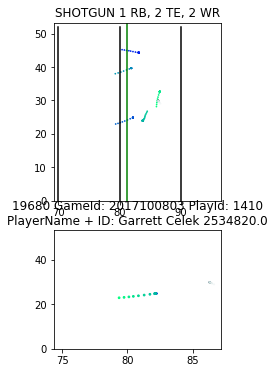 SHOTGUN 1 RB, 2 TE, 2 WR
50
40
30
20
10
0
70 80 90
19680 GameId: 2017100803 PlayId: 1410
PlayerName + ID: Garrett Celek 2534820.0
40
20
0
75 80 85